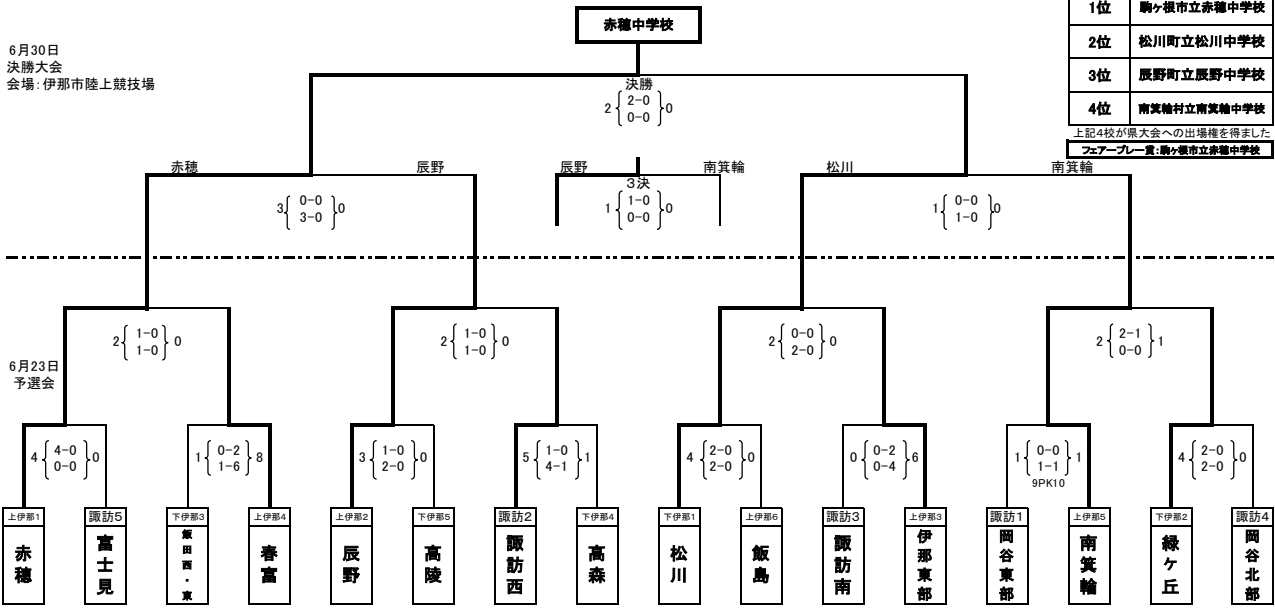 赤穂中学校
6月30日
決勝大会
会場：伊那市陸上競技場
1位 駒ヶ根市立赤穂中学校
2位 松川町立松川中学校
3位 辰野町立辰野中学校
4位 南箕輪村立南箕輪中学校
上記4校が県大会への出場権を得ました
フェアープレー賞：駒ヶ根市立赤穂中学校
決勝
2 { 2-0 } 0
0-0
赤穂 辰野 辰野 南箕輪 松川 南箕輪
3決
3 { 0-0 } 0
3-0
1 { 1-0 } 0
0-0
1 { 0-0 } 0
1-0
6月23日
予選会
2 { 1-0 } 0
1-0
2 { 1-0 } 0
1-0
2 { 0-0 } 0
2-0
2 { 2-1 } 1
0-0
4 { 4-0 } 0
0-0
1 { 0-2 } 8
1-6
3 { 1-0 } 0
2-0
5 { 1-0 } 1
4-1
4 { 2-0 } 0
2-0
0 { 0-2 } 6
0-4
1 { 0-0 } 1
1-1
9PK10
4 { 2-0 } 0
2-0
上伊那1 諏訪5 下伊那3 上伊那4 上伊那2 下伊那5 諏訪2 下伊那4 下伊那1 上伊那6 諏訪3 上伊那3 諏訪1 上伊那5 下伊那2 諏訪4
赤穂
富士見
飯田西・東
春富
辰野
高陵
諏訪西
高森
松川
飯島
諏訪南
伊那東部
岡谷東部
南箕輪
緑ケ丘
岡谷北部